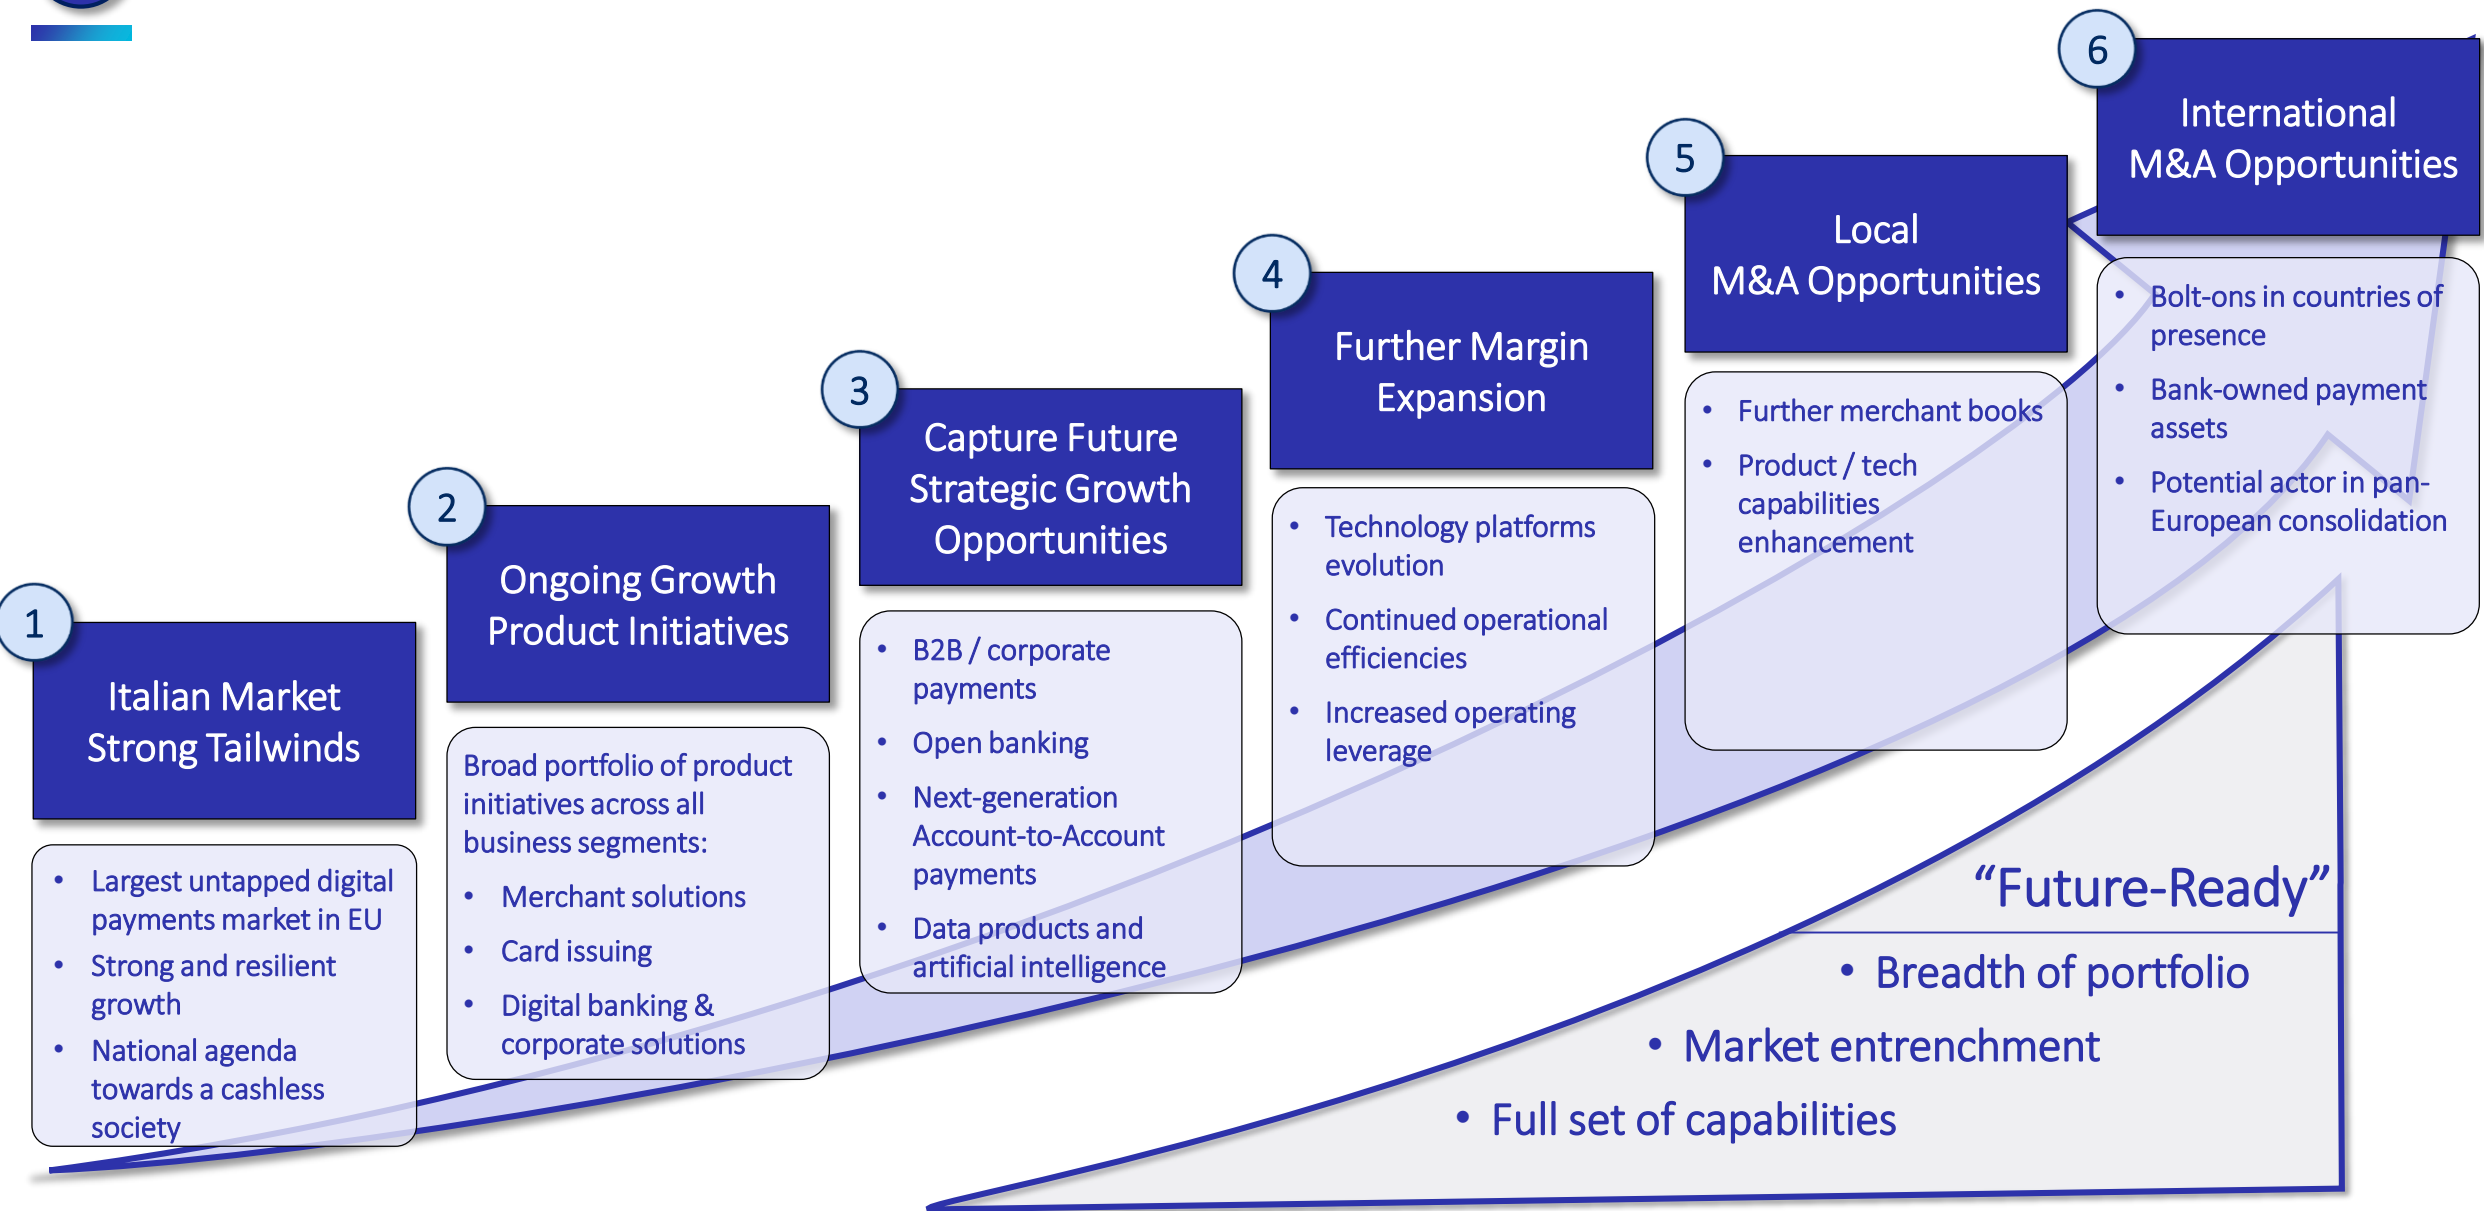 1
Italian Market
Strong Tailwinds
• Largest untapped digital
payments market in EU
• Strong and resilient
growth
• National agenda
towards a cashless
society
2
Ongoing Growth
Product Initiatives
Broad portfolio of product
initiatives across all
business segments:
• Merchant solutions
• Card issuing
• Digital banking &
corporate solutions
3
Capture Future
Strategic Growth
Opportunities
• B2B / corporate
payments
• Open banking
• Next-generation
Account-to-Account
payments
• Data products and
artificial intelligence
4
Further Margin
Expansion
• Technology platforms
evolution
• Continued operational
efficiencies
• Increased operating
leverage
5
Local
M&A Opportunities
• Further merchant books
• Product / tech
capabilities
enhancement
6
International
M&A Opportunities
• Bolt-ons in countries of
presence
• Bank-owned payment
assets
• Potential actor in pan-
European consolidation
“Future-Ready”
• Breadth of portfolio
• Market entrenchment
• Full set of capabilities